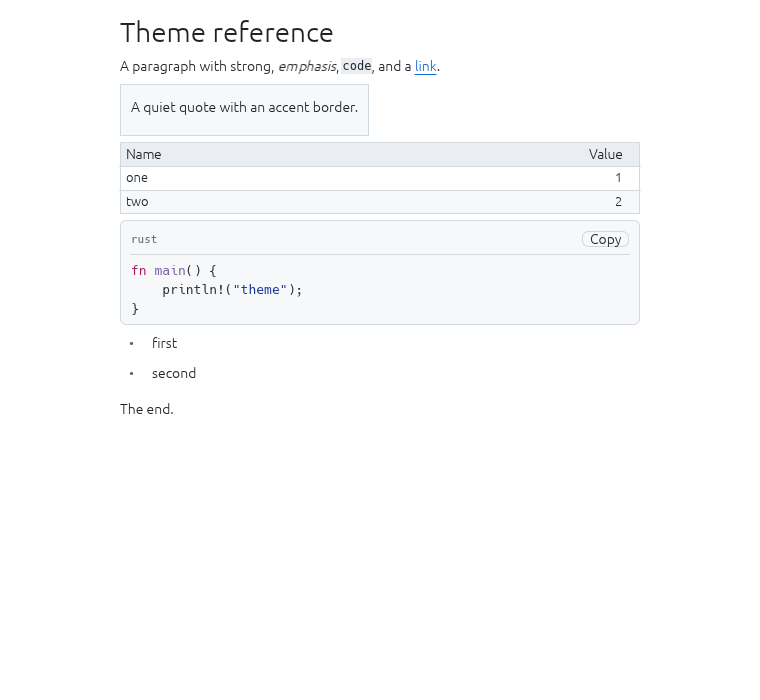 Theme reference
A paragraph with strong, emphasis, code, and a link.
A quiet quote with an accent border.
Name Value
one 1
two 2
rust Copy
fn main() {
    println!("theme");
}
• first
• second
The end.